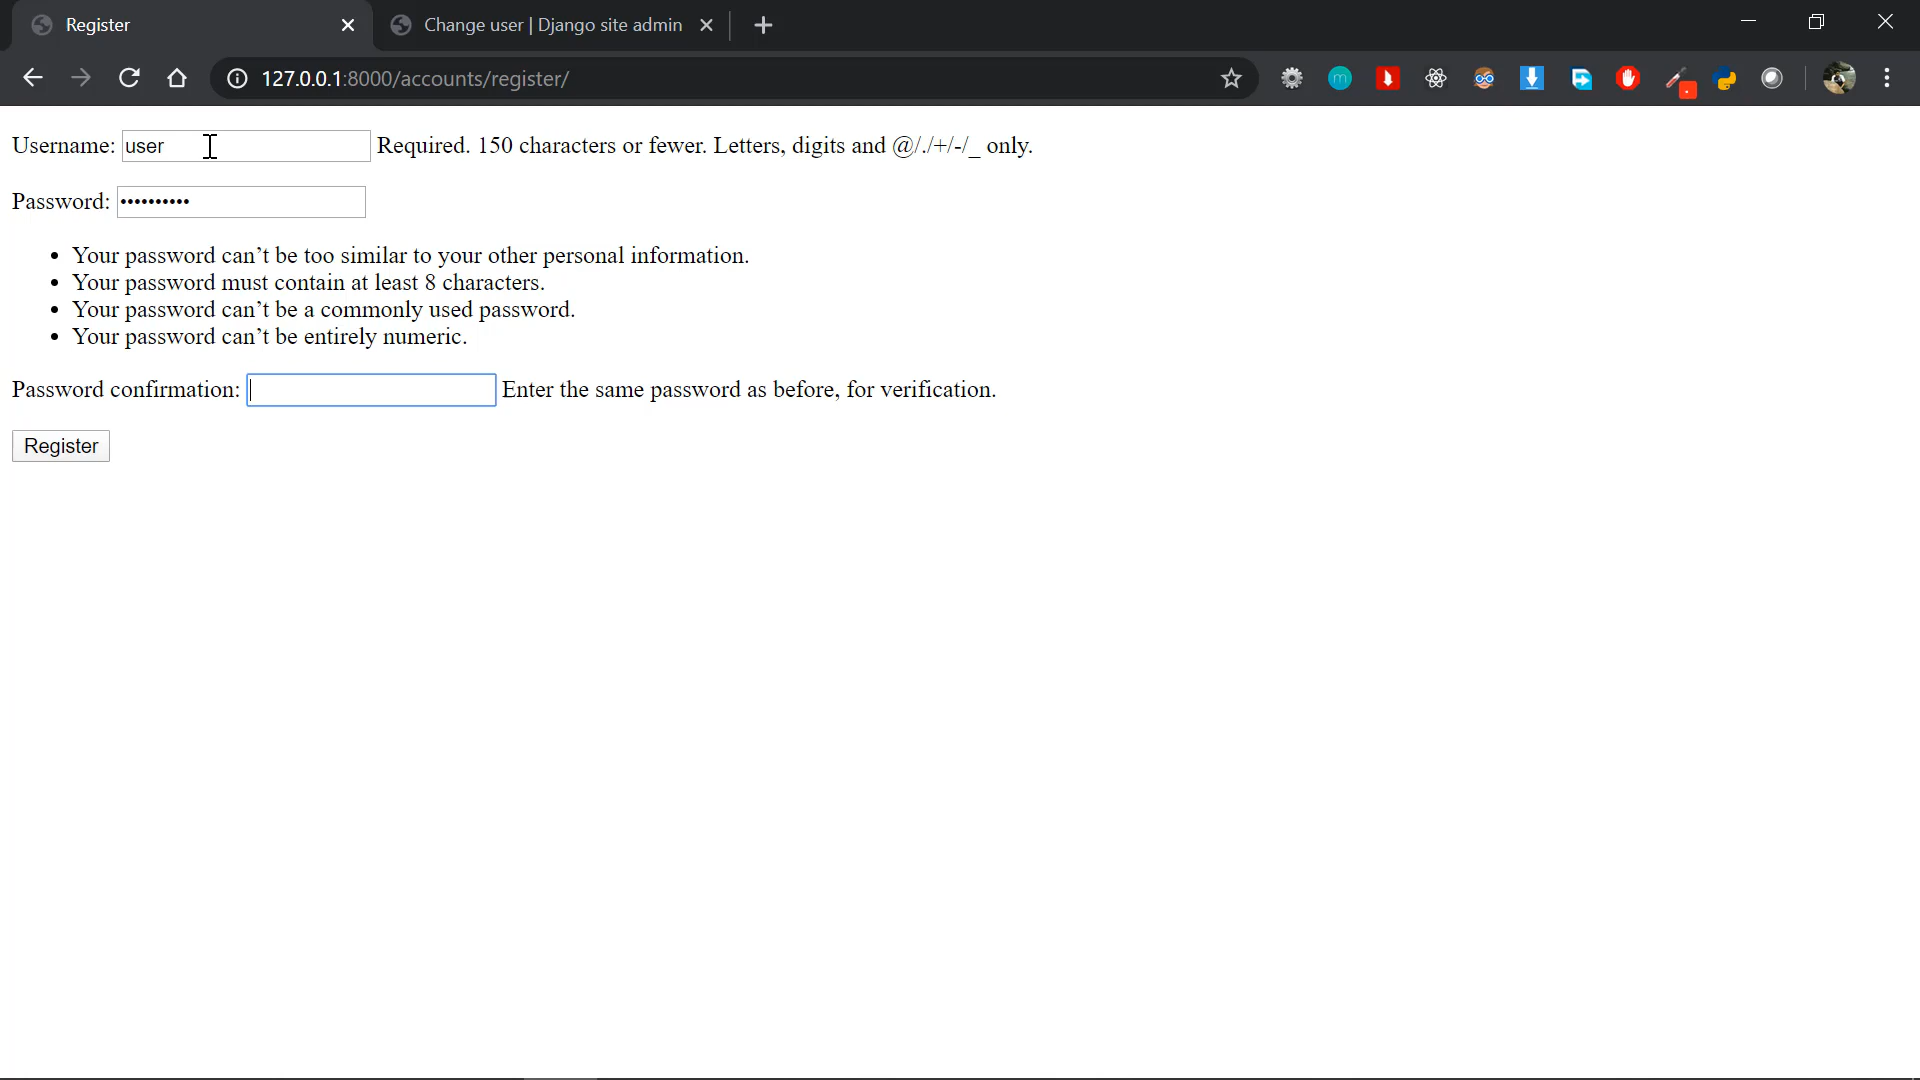 Register
Change user | Django site admin
127.0.0.1:8000/accounts/register/
Username: user Required. 150 characters or fewer. Letters, digits and @/./+/-/_ only.
Password: ••••••••••
• Your password can’t be too similar to your other personal information.
• Your password must contain at least 8 characters.
• Your password can’t be a commonly used password.
• Your password can’t be entirely numeric.
Password confirmation: Enter the same password as before, for verification.
Register